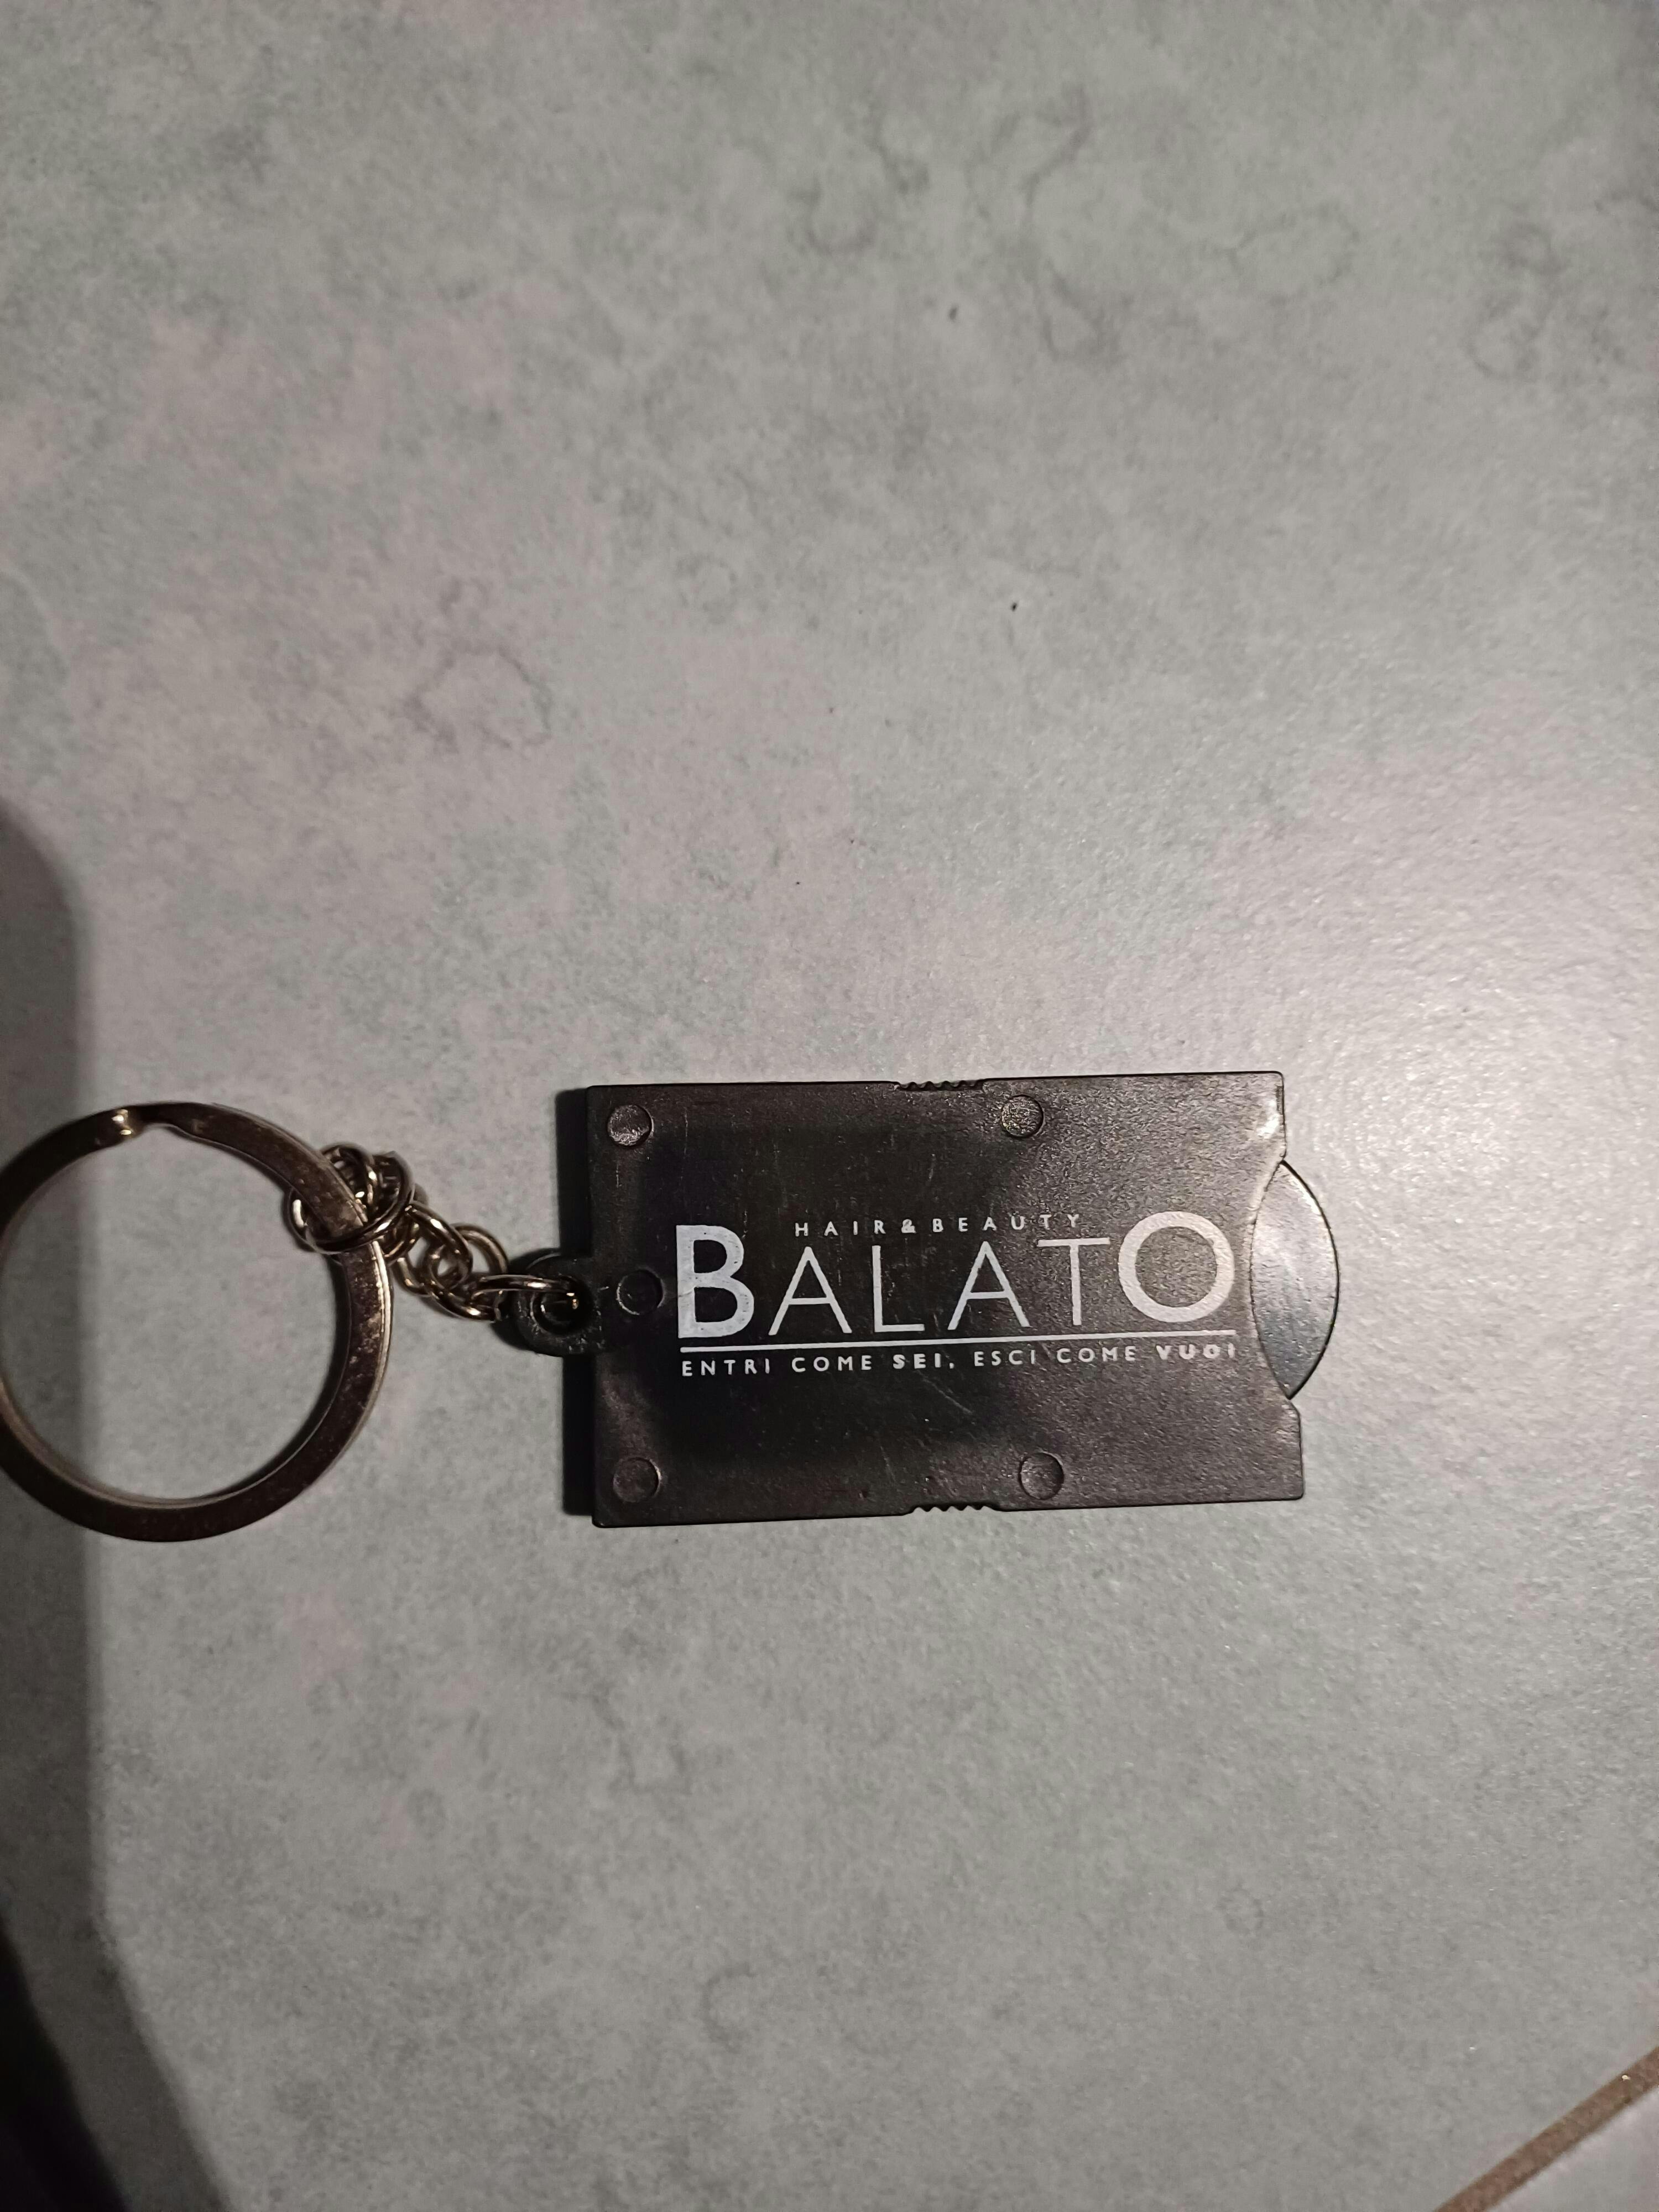 HAIR&BEAUTY
BALATO
ENTRI COME SEI, ESCI COME VUOI